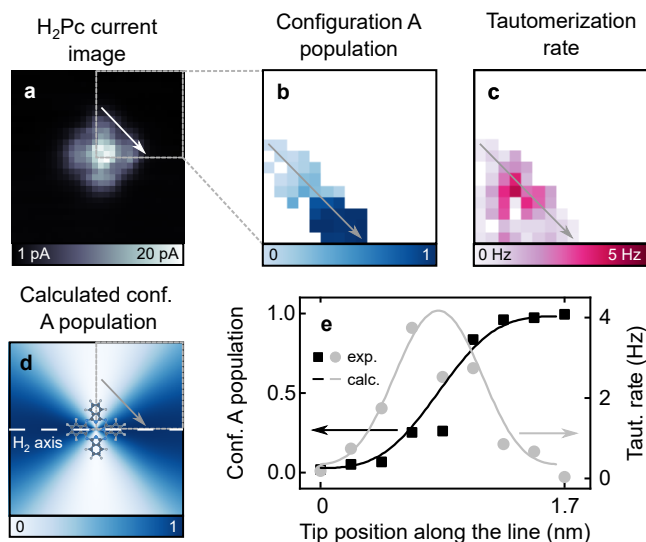 H₂Pc current
image
Configuration A
population
Tautomerization
rate
a
b
c
1 pA 20 pA
0 1
0 Hz 5 Hz
Calculated conf.
A population
d
H₂ axis
0 1
e
exp.
calc.
Conf. A population
1.0
0.5
0.0
Taut. rate (Hz)
4
2
0
0 1.7
Tip position along the line (nm)